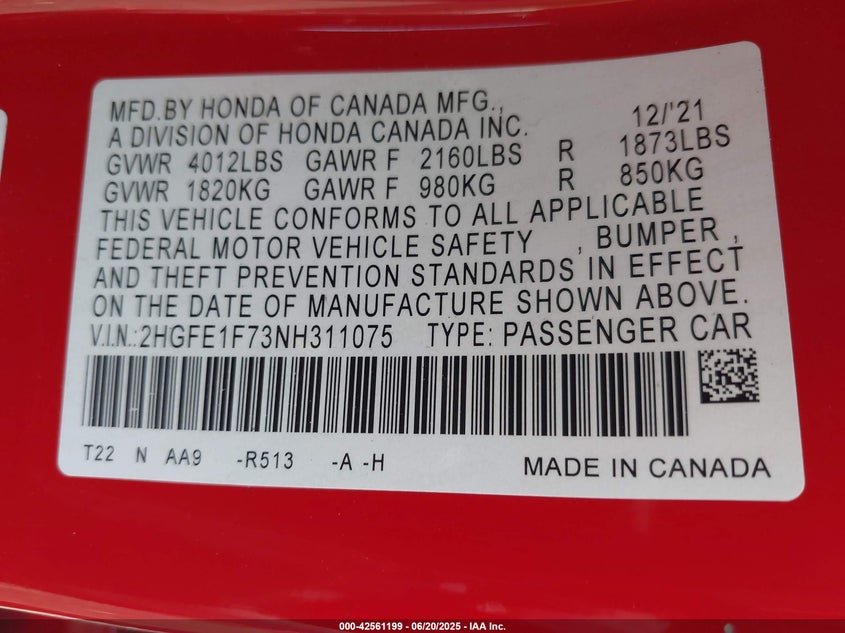 MFD.BY HONDA OF CANADA MFG., 12/'21
A DIVISION OF HONDA CANADA INC.
GVWR 4012LBS GAWR F 2160LBS R 1873LBS
GVWR 1820KG GAWR F 980KG R 850KG
THIS VEHICLE CONFORMS TO ALL APPLICABLE
FEDERAL MOTOR VEHICLE SAFETY , BUMPER ,
AND THEFT PREVENTION STANDARDS IN EFFECT
ON THE DATE OF MANUFACTURE SHOWN ABOVE.
V.I.N.:2HGFE1F73NH311075 TYPE: PASSENGER CAR
T22 N AA9 -R513 -A -H MADE IN CANADA
000-42561199 - 06/20/2025 - IAA Inc.